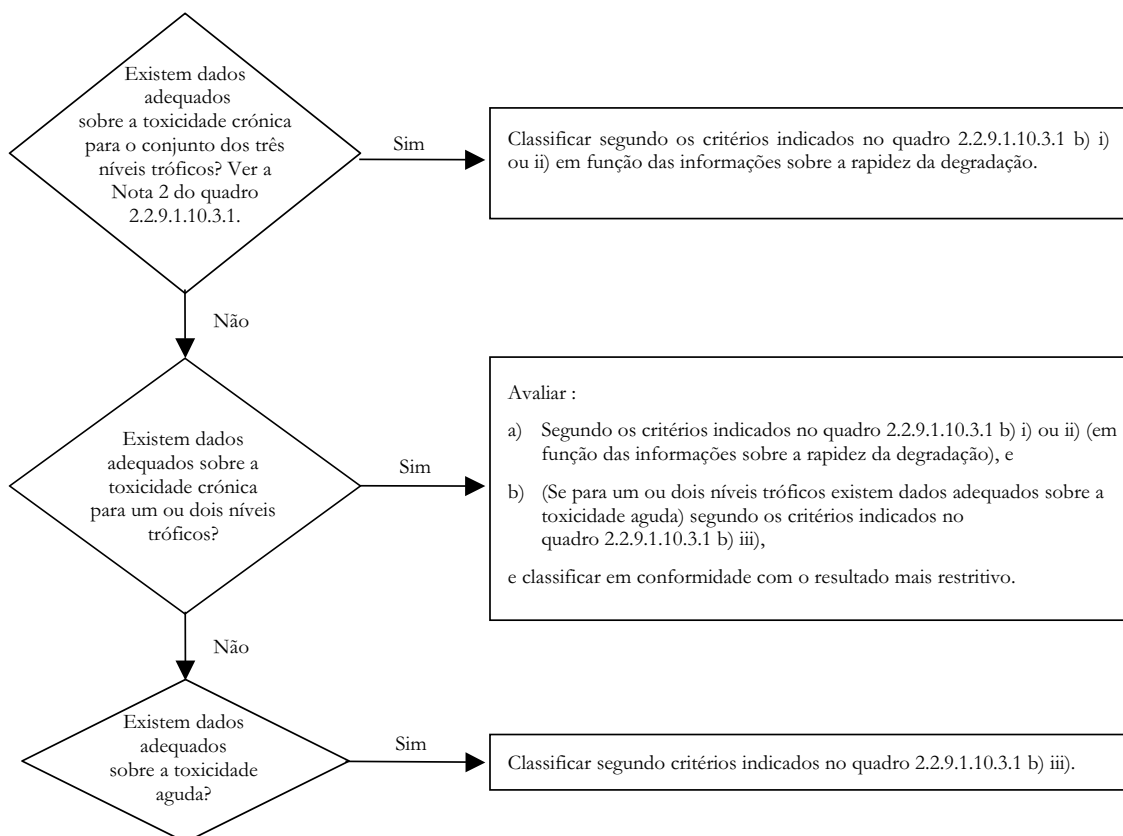 Existem dados
adequados
sobre a toxicidade crónica
para o conjunto dos três
níveis tróficos? Ver a
Nota 2 do quadro
2.2.9.1.10.3.1.
Sim
Classificar segundo os critérios indicados no quadro 2.2.9.1.10.3.1 b) i)
ou ii) em função das informações sobre a rapidez da degradação.
Não
Existem dados
adequados sobre a
toxicidade crónica
para um ou dois níveis
tróficos?
Sim
Avaliar :
a) Segundo os critérios indicados no quadro 2.2.9.1.10.3.1 b) i) ou ii) (em
função das informações sobre a rapidez da degradação), e
b) (Se para um ou dois níveis tróficos existem dados adequados sobre a
toxicidade aguda) segundo os critérios indicados no
quadro 2.2.9.1.10.3.1 b) iii),
e classificar em conformidade com o resultado mais restritivo.
Não
Existem dados
adequados
sobre a toxicidade
aguda?
Sim
Classificar segundo critérios indicados no quadro 2.2.9.1.10.3.1 b) iii).